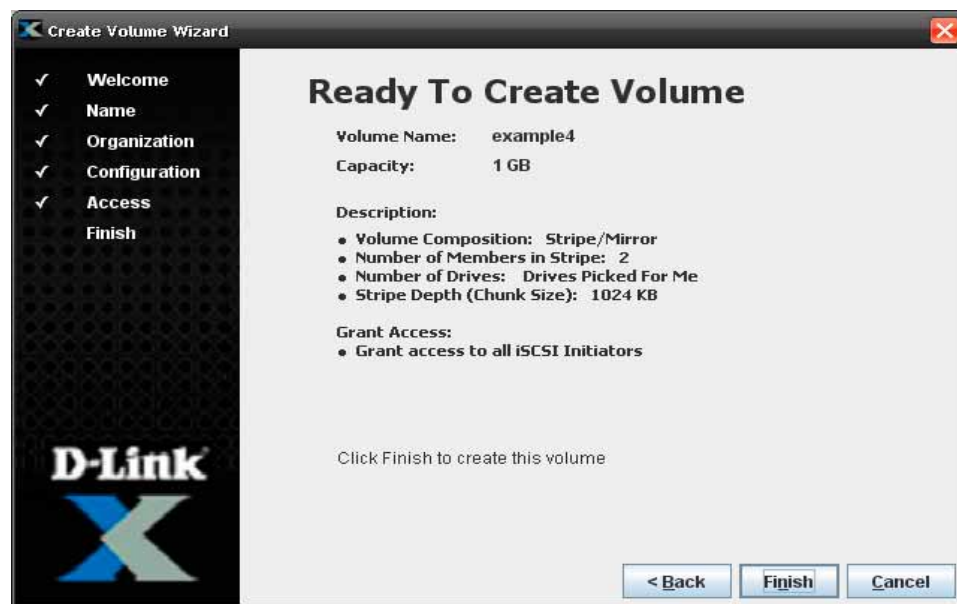 Create Volume Wizard
✓ Welcome
✓ Name
✓ Organization
✓ Configuration
✓ Access
Finish
D-Link
Ready To Create Volume
Volume Name: example4
Capacity: 1 GB
Description:
• Volume Composition: Stripe/Mirror
• Number of Members in Stripe: 2
• Number of Drives: Drives Picked For Me
• Stripe Depth (Chunk Size): 1024 KB
Grant Access:
• Grant access to all iSCSI Initiators
Click Finish to create this volume
< Back Finish Cancel